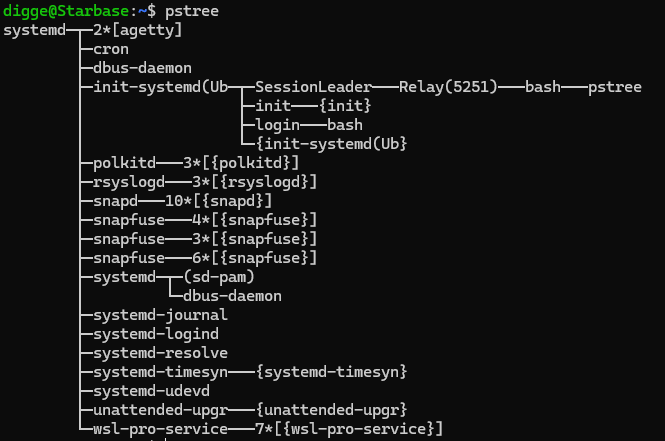 digge@Starbase:~$ pstree
systemd─┬─2*[agetty]
        ├─cron
        ├─dbus-daemon
        ├─init-systemd(Ub─┬─SessionLeader───Relay(5251)───bash───pstree
        │                 ├─init───{init}
        │                 ├─login───bash
        │                 └─{init-systemd(Ub}
        ├─polkitd───3*[{polkitd}]
        ├─rsyslogd───3*[{rsyslogd}]
        ├─snapd───10*[{snapd}]
        ├─snapfuse───4*[{snapfuse}]
        ├─snapfuse───3*[{snapfuse}]
        ├─snapfuse───6*[{snapfuse}]
        ├─systemd─┬─(sd-pam)
        │         └─dbus-daemon
        ├─systemd-journal
        ├─systemd-logind
        ├─systemd-resolve
        ├─systemd-timesyn───{systemd-timesyn}
        ├─systemd-udevd
        ├─unattended-upgr───{unattended-upgr}
        └─wsl-pro-service───7*[{wsl-pro-service}]